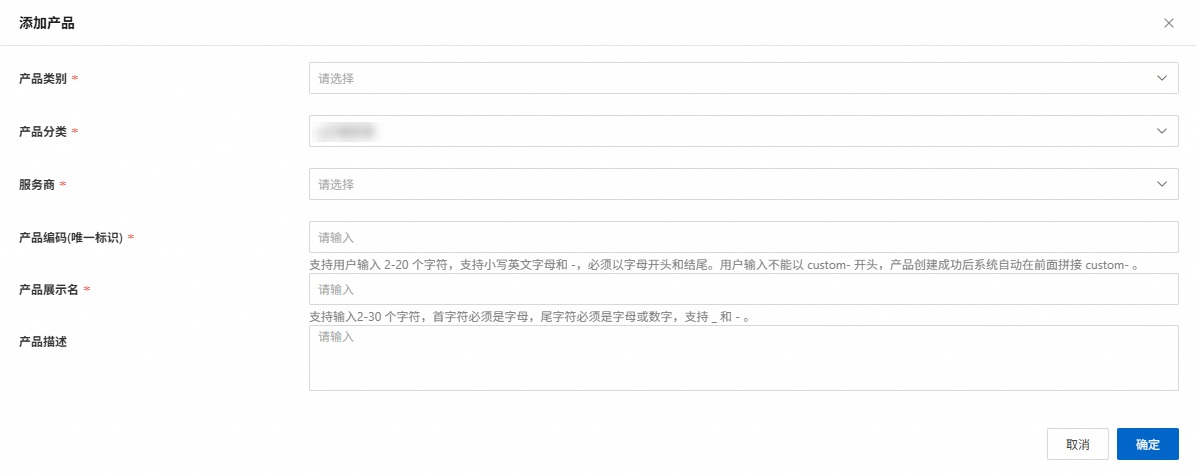 添加产品
产品类别 *
请选择
产品分类 *
服务商 *
请选择
产品编码(唯一标识) *
请输入
支持用户输入 2-20 个字符，支持小写英文字母和 -，必须以字母开头和结尾。用户输入不能以 custom- 开头，产品创建成功后系统自动在前面拼接 custom- 。
产品展示名 *
请输入
支持输入2-30 个字符，首字符必须是字母，尾字符必须是字母或数字，支持 _ 和 - 。
产品描述
请输入
取消
确定